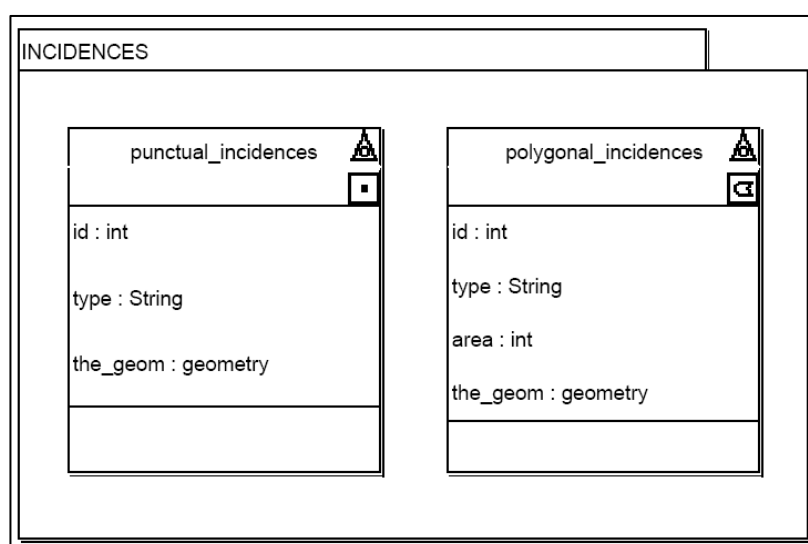 INCIDENCES
punctual_incidences
id : int
type : String
the_geom : geometry
polygonal_incidences
id : int
type : String
area : int
the_geom : geometry